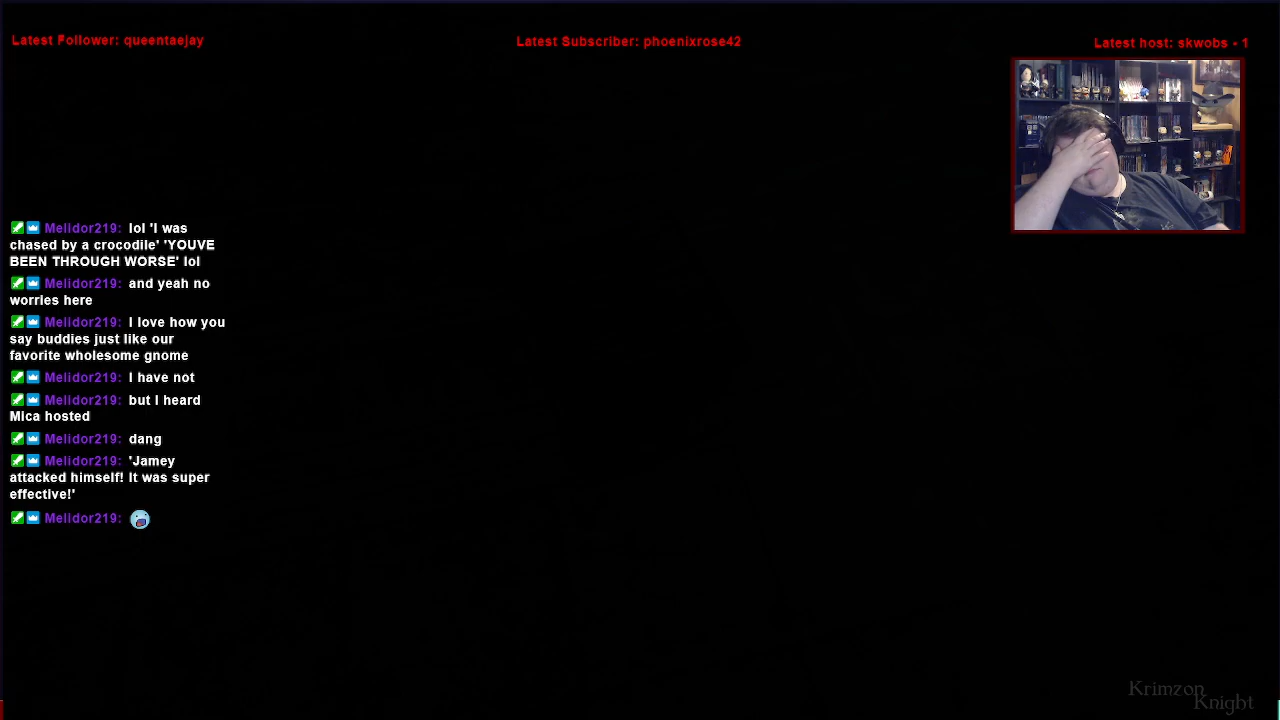 Latest Follower: queentaejay
Latest Subscriber: phoenixrose42
Latest host: skwobs - 1
Melidor219: lol 'I was
chased by a crocodile' 'YOUVE
BEEN THROUGH WORSE' lol
Melidor219: and yeah no
worries here
Melidor219: I love how you
say buddies just like our
favorite wholesome gnome
Melidor219: I have not
Melidor219: but I heard
Mica hosted
Melidor219: dang
Melidor219: 'Jamey
attacked himself! It was super
effective!'
Melidor219:
Krimzon
Knight